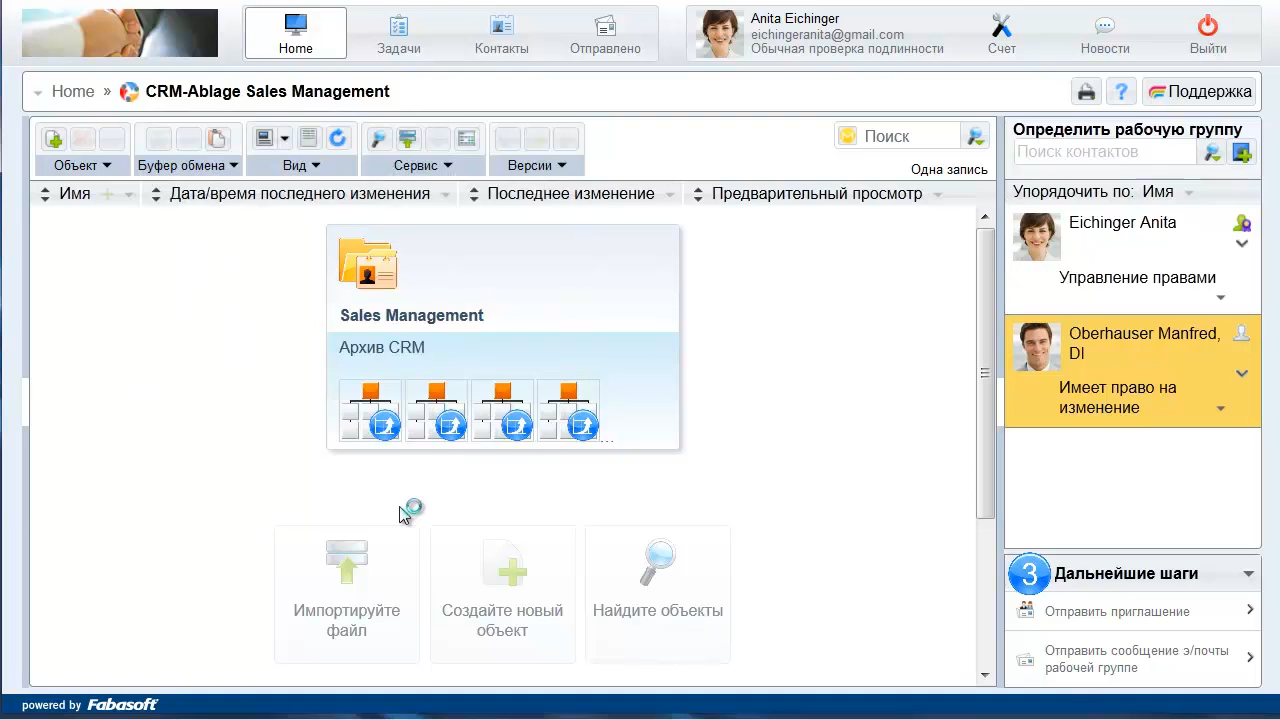 Home
Задачи
Контакты
Отправлено
Anita Eichinger
eichingeranita@gmail.com
Обычная проверка подлинности
Счет
Новости
Выйти
Home » CRM-Ablage Sales Management
? Поддержка
Объект
Буфер обмена
Вид
Сервис
Версии
Поиск
Одна запись
Имя
Дата/время последнего изменения
Последнее изменение
Предварительный просмотр
Sales Management
Архив CRM
...
Импортируйте
файл
Создайте новый
объект
Найдите объекты
Определить рабочую группу
Поиск контактов
Упорядочить по: Имя
Eichinger Anita
Управление правами
Oberhauser Manfred,
DI
Имеет право на
изменение
3 Дальнейшие шаги
Отправить приглашение
Отправить сообщение э/почты
рабочей группе
powered by Fabasoft